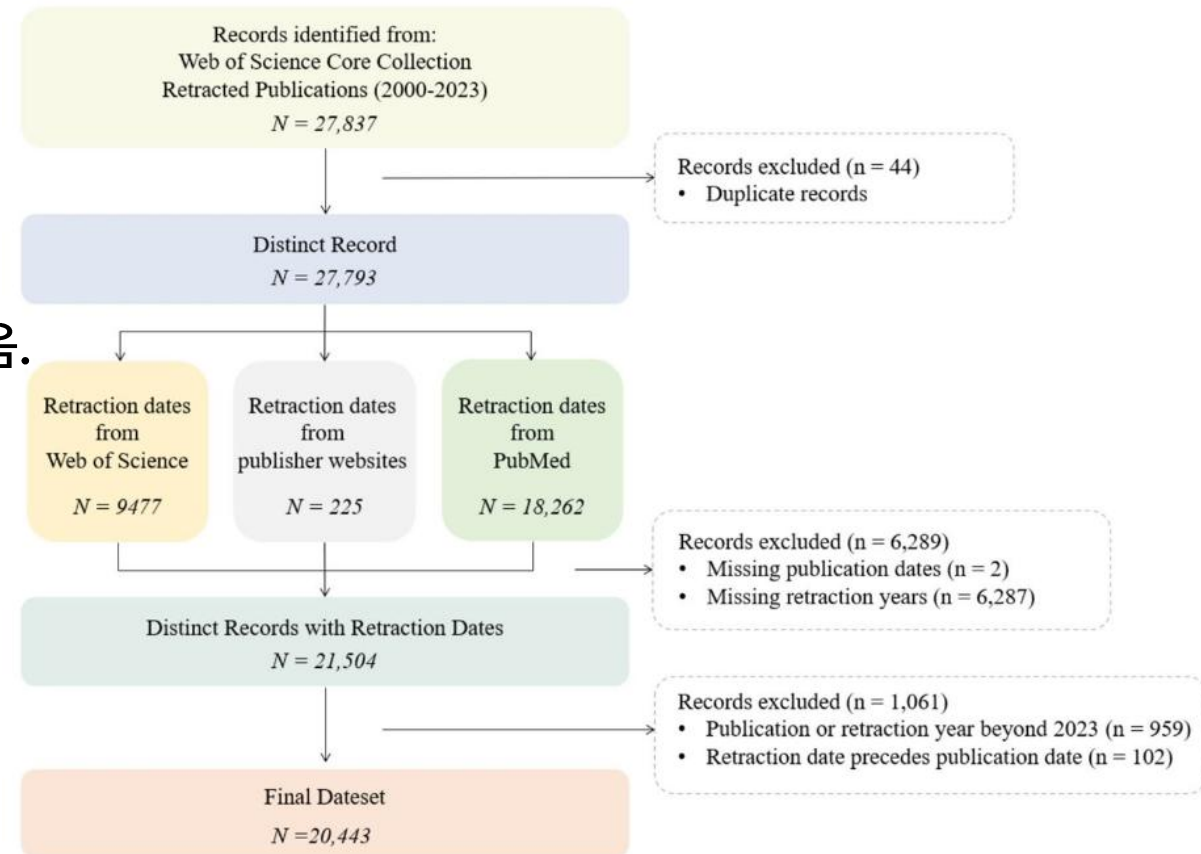 Records identified from:
Web of Science Core Collection
Retracted Publications (2000-2023)
N = 27,837
Records excluded (n = 44)
• Duplicate records
Distinct Record
N = 27,793
음.
Retraction dates
from
Web of Science
N = 9477
Retraction dates
from
publisher websites
N = 225
Retraction dates
from
PubMed
N = 18,262
Records excluded (n = 6,289)
• Missing publication dates (n = 2)
• Missing retraction years (n = 6,287)
Distinct Records with Retraction Dates
N = 21,504
Records excluded (n = 1,061)
• Publication or retraction year beyond 2023 (n = 959)
• Retraction date precedes publication date (n = 102)
Final Dateset
N =20,443